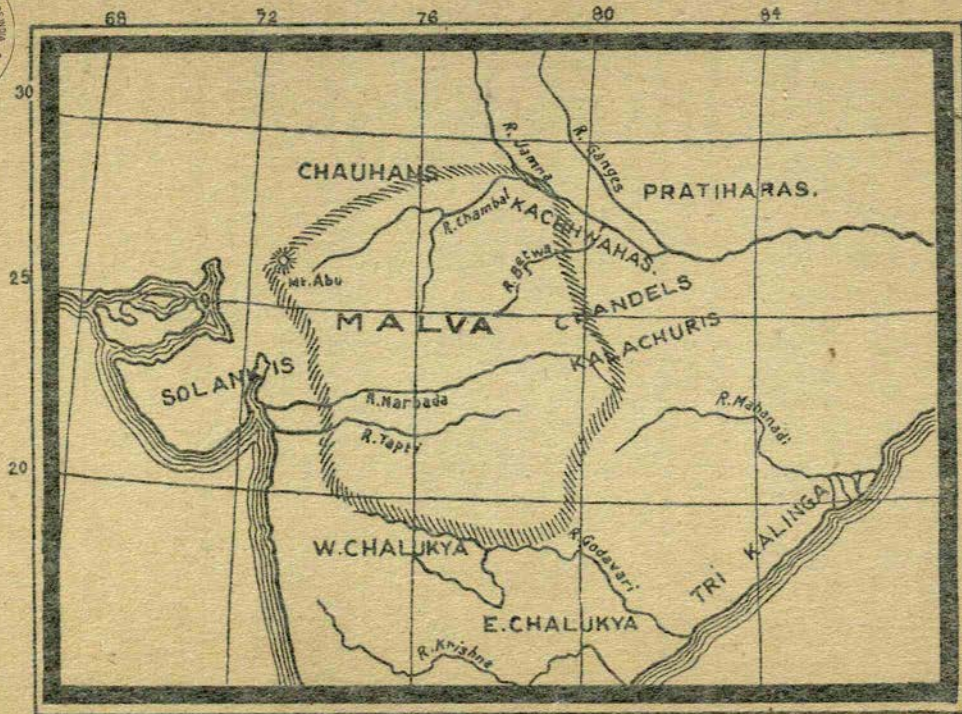 68 72 76 80 84
30
CHAUHANS
R. Jamna
R. Ganges
PRATIHARAS.
R. Chambal
KACHHWAHAS.
R. Betwa
25
Mt. Abu
MALVA
CHANDELS
KALACHURIS
SOLANKIS
R. Narbada
R. Mahanadi
R. Tapti
20
TRI KALINGA
W. CHALUKYA
R. Godavari
E. CHALUKYA
R. Krishna